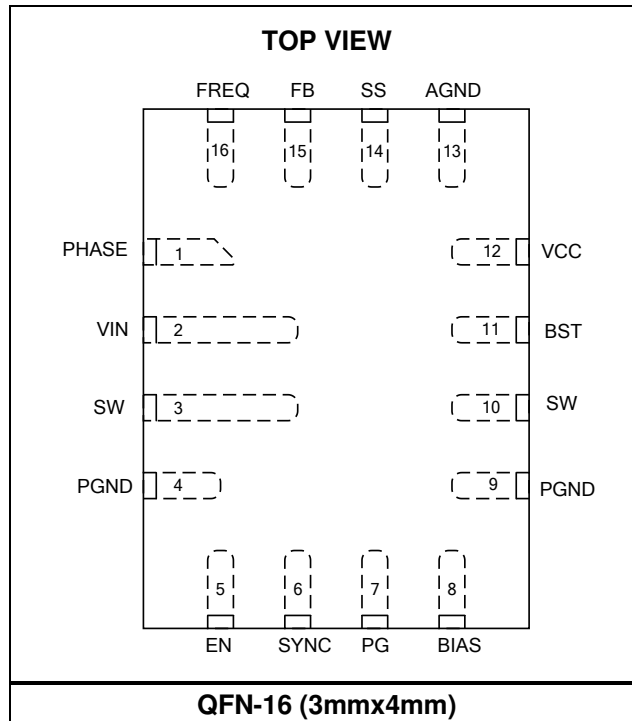 TOP VIEW
FREQ FB SS AGND
16 15 14 13
PHASE 1 12 VCC
VIN 2 11 BST
SW 3 10 SW
PGND 4 9 PGND
5 6 7 8
EN SYNC PG BIAS
QFN-16 (3mmx4mm)